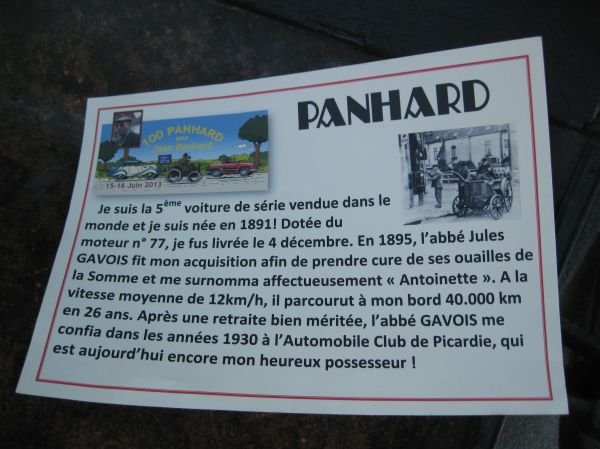 PANHARD
100 PANHARD
pour
Jean Panhard
15-16 Juin 2013
Je suis la 5ème voiture de série vendue dans le
monde et je suis née en 1891! Dotée du
moteur n° 77, je fus livrée le 4 décembre. En 1895, l'abbé Jules
GAVOIS fit mon acquisition afin de prendre cure de ses ouailles de
la Somme et me surnomma affectueusement « Antoinette ». A la
vitesse moyenne de 12km/h, il parcourut à mon bord 40.000 km
en 26 ans. Après une retraite bien méritée, l'abbé GAVOIS me
confia dans les années 1930 à l'Automobile Club de Picardie, qui
est aujourd'hui encore mon heureux possesseur !